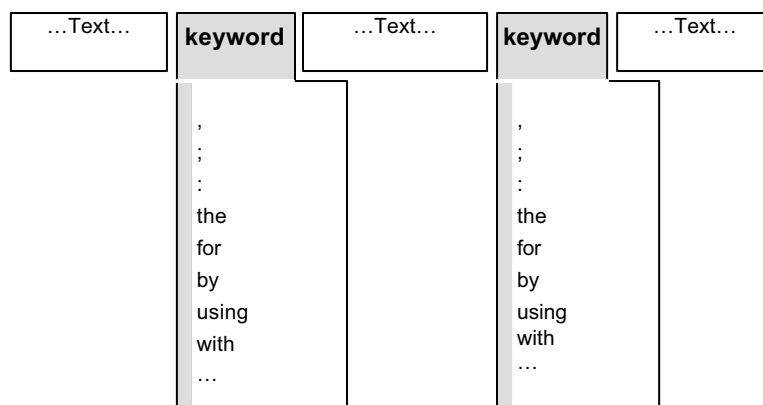 …Text… keyword …Text… keyword …Text…
,
;
:
the
for
by
using
with
…
,
;
:
the
for
by
using
with
…